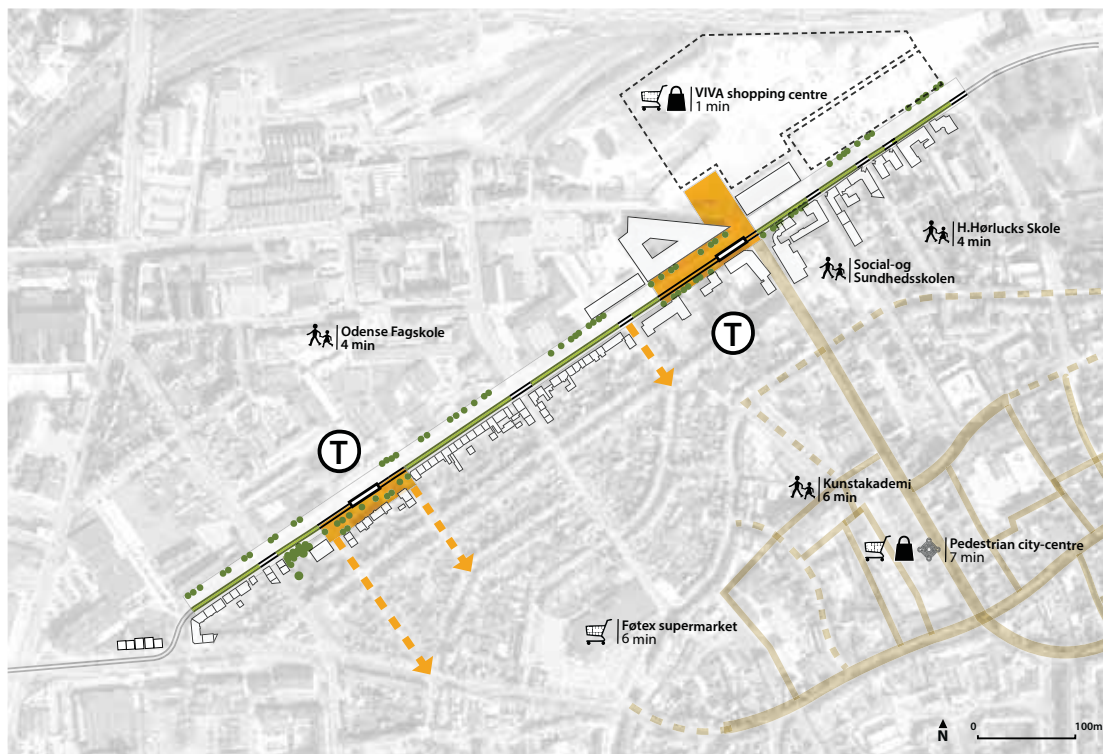 VIVA shopping centre
1 min
H.Hørlucks Skole
4 min
Social-og
Sundhedsskolen
Odense Fagskole
4 min
T
T
Kunstakademi
6 min
Pedestrian city-centre
7 min
Føtex supermarket
6 min
N
0
100m